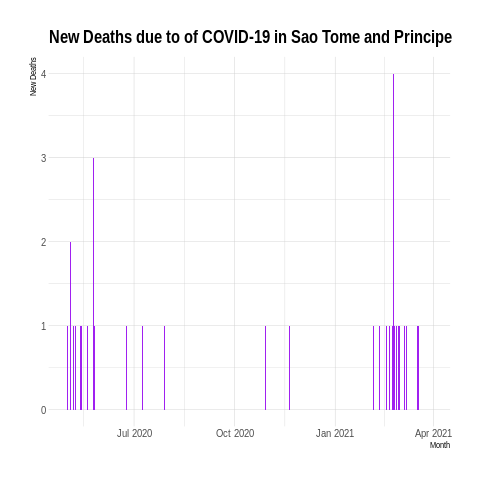 New Deaths due to of COVID-19 in Sao Tome and Principe
New Deaths
4
3
2
1
0
Jul 2020
Oct 2020
Jan 2021
Apr 2021
Month